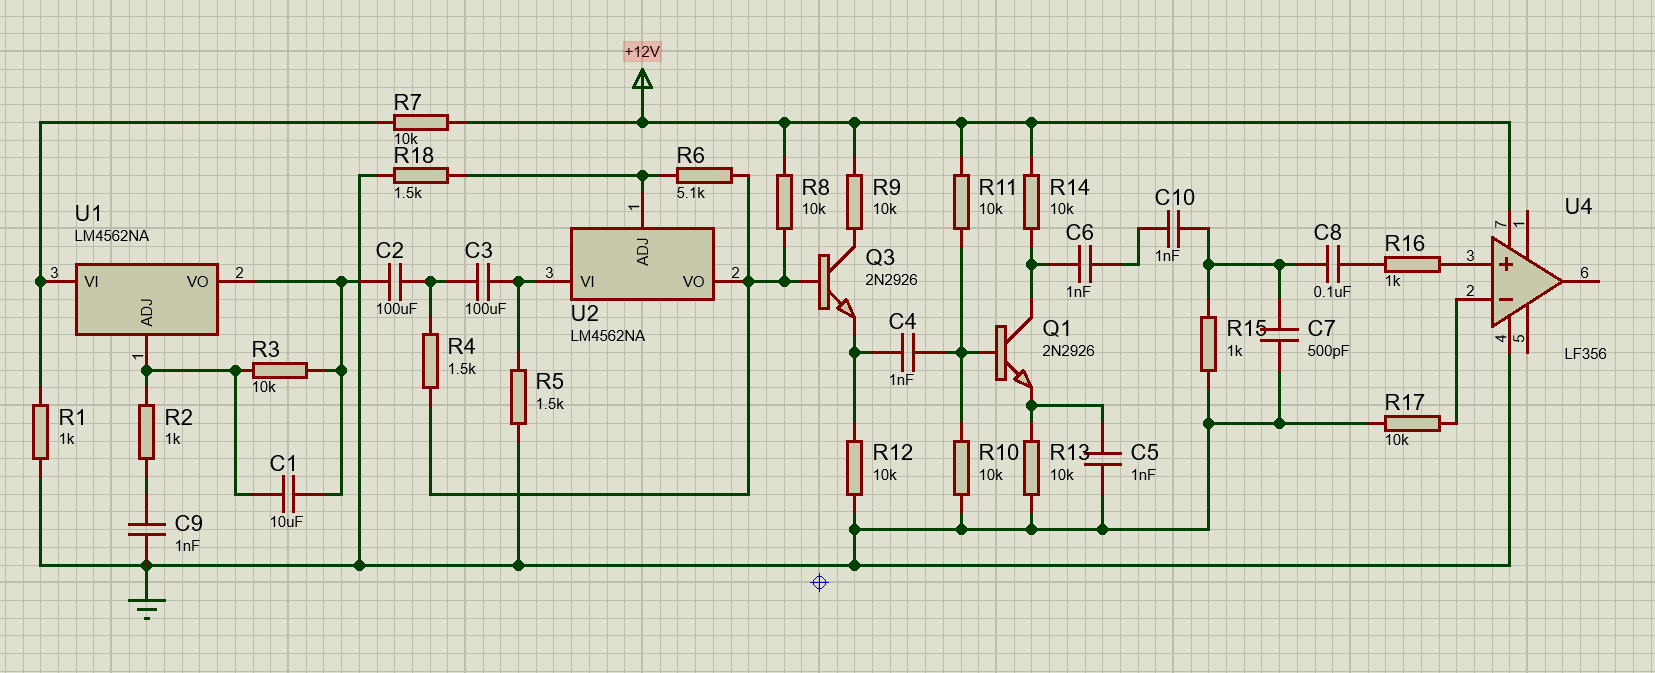 +12V
R7
10k
R18
1.5k
R6
5.1k
1
U1
LM4562NA
3
VI
VO
2
ADJ
1
C2
100uF
C3
100uF
3
VI
ADJ
VO
2
U2
LM4562NA
R8
10k
R9
10k
Q3
2N2926
R11
10k
R14
10k
C6
1nF
C10
1nF
C8
0.1uF
R16
1k
U4
7
1
3
2
6
4
5
LF356
R3
10k
R4
1.5k
R5
1.5k
C4
1nF
Q1
2N2926
R15
1k
C7
500pF
R1
1k
R2
1k
C1
10uF
R12
10k
R10
10k
R13
10k
C5
1nF
R17
10k
C9
1nF